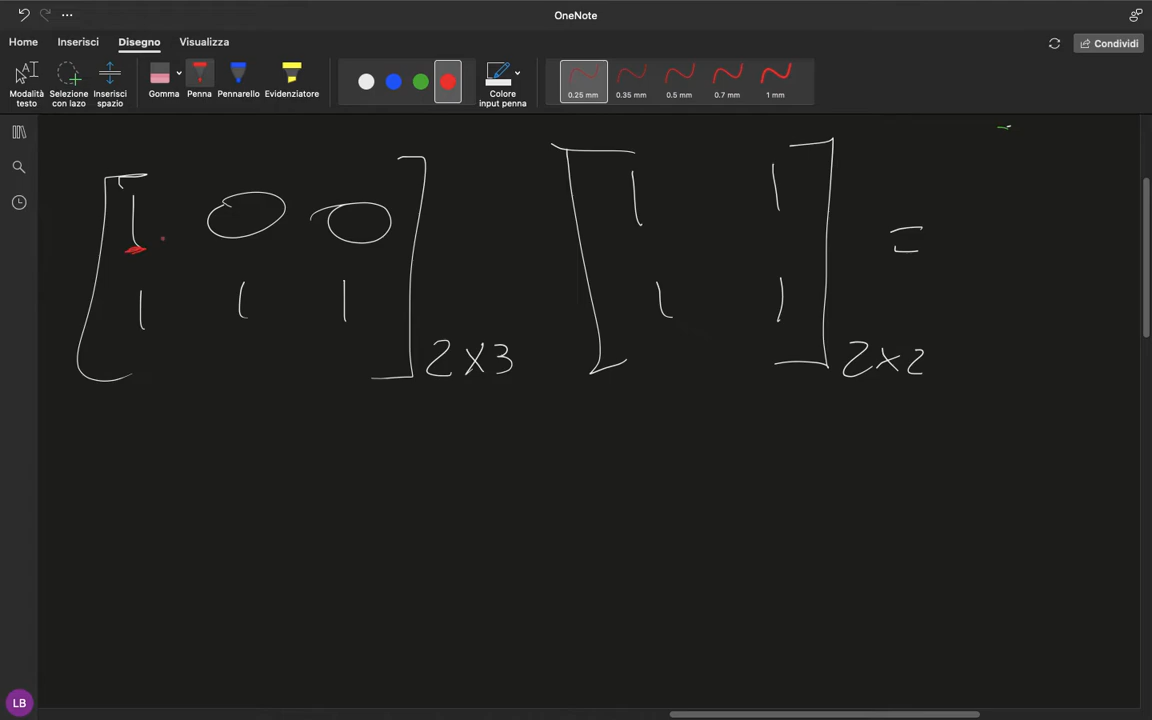 OneNote
Home Inserisci Disegno Visualizza
Condividi
Modalità testo
Selezione con lazo
Inserisci spazio
Gomma
Penna
Pennarello
Evidenziatore
Colore input penna
0.25 mm
0.35 mm
0.5 mm
0.7 mm
1 mm
1 0 0 1 1 =
1 1 1 1 1
2x3 2x2
LB